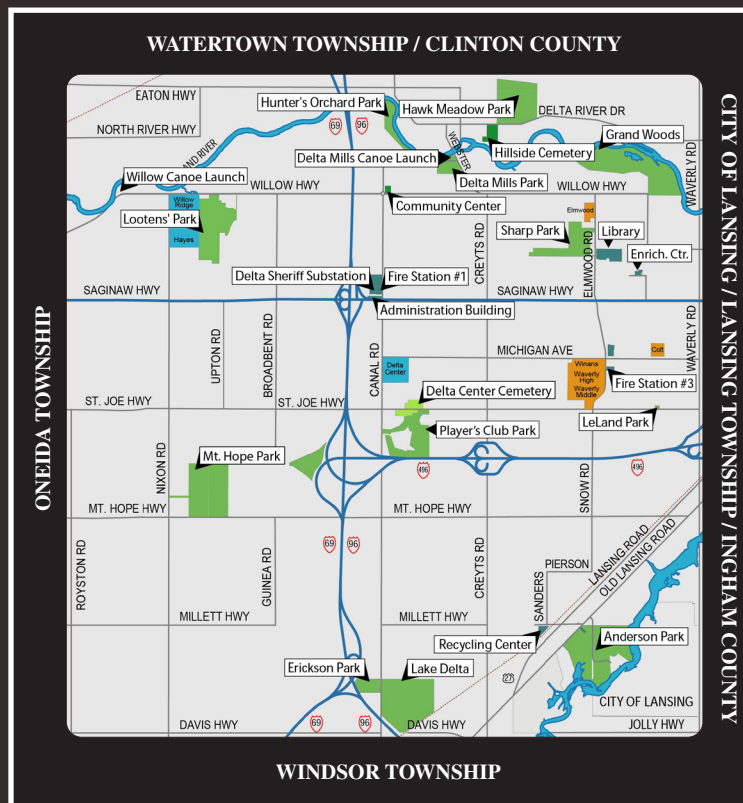 WATERTOWN TOWNSHIP / CLINTON COUNTY
EATON HWY
Hunter's Orchard Park
Hawk Meadow Park
DELTA RIVER DR
NORTH RIVER HWY
69
96
WEBSTER
Grand Woods
Hillside Cemetery
WAVERLY RD
Delta Mills Canoe Launch
AND RIVER
Willow Canoe Launch
Delta Mills Park
WILLOW HWY
WILLOW HWY
Willow
Ridge
Community Center
Lootens' Park
Elmwood
Hayes
Sharp Park
Library
CREYTS RD
ELMWOOD RD
Enrich. Ctr.
Delta Sheriff Substation
Fire Station #1
SAGINAW HWY
SAGINAW HWY
Administration Building
UPTON RD
BROADBENT RD
CANAL RD
WAVERLY RD
MICHIGAN AVE
Colt
Delta
Center
Winans
Waverly
High
Waverly
Middle
Fire Station #3
Delta Center Cemetery
ST. JOE HWY
ST. JOE HWY
LeLand Park
Player's Club Park
NIXON RD
Mt. Hope Park
496
496
SNOW RD
MT. HOPE HWY
MT. HOPE HWY
69
96
ROYSTON RD
GUINEA RD
CREYTS RD
LANSING ROAD
OLD LANSING ROAD
PIERSON
SANDERS
MILLETT HWY
MILLETT HWY
Recycling Center
Anderson Park
Erickson Park
Lake Delta
27
CITY OF LANSING
69
96
DAVIS HWY
DAVIS HWY
JOLLY HWY
ONEIDA TOWNSHIP
CITY OF LANSING / LANSING TOWNSHIP / INGHAM COUNTY
WINDSOR TOWNSHIP